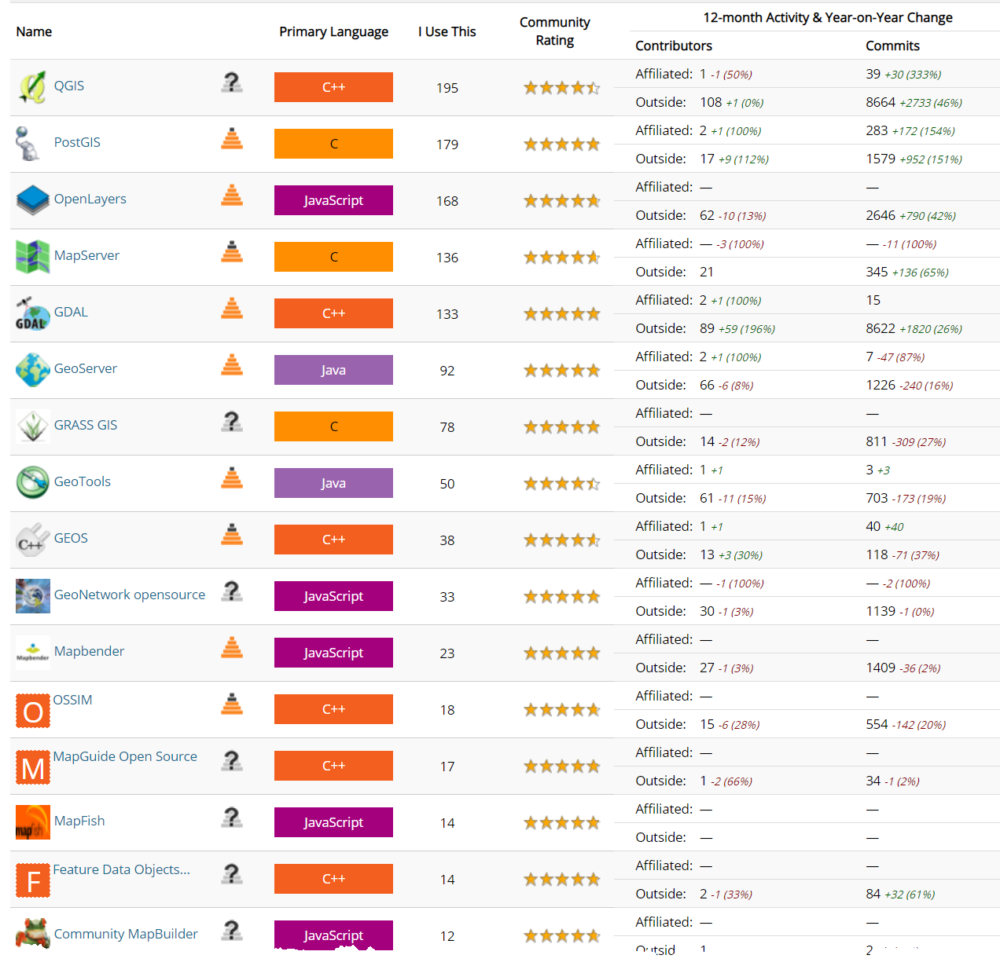 12-month Activity & Year-on-Year Change
Name Primary Language I Use This Community Rating Contributors Commits
QGIS ? C++ 195 Affiliated: 1 -1 (50%) 39 +30 (333%)
Outside: 108 +1 (0%) 8664 +2733 (46%)
PostGIS C 179 Affiliated: 2 +1 (100%) 283 +172 (154%)
Outside: 17 +9 (112%) 1579 +952 (151%)
OpenLayers JavaScript 168 Affiliated: — —
Outside: 62 -10 (13%) 2646 +790 (42%)
MapServer C 136 Affiliated: — -3 (100%) — -11 (100%)
Outside: 21 345 +136 (65%)
GDAL GDAL C++ 133 Affiliated: 2 +1 (100%) 15
Outside: 89 +59 (196%) 8622 +1820 (26%)
GeoServer Java 92 Affiliated: 2 +1 (100%) 7 -47 (87%)
Outside: 66 -6 (8%) 1226 -240 (16%)
GRASS GIS ? C 78 Affiliated: — —
Outside: 14 -2 (12%) 811 -309 (27%)
GeoTools Java 50 Affiliated: 1 +1 3 +3
Outside: 61 -11 (15%) 703 -173 (19%)
C++ GEOS C++ 38 Affiliated: 1 +1 40 +40
Outside: 13 +3 (30%) 118 -71 (37%)
GeoNetwork opensource ? JavaScript 33 Affiliated: — -1 (100%) — -2 (100%)
Outside: 30 -1 (3%) 1139 -1 (0%)
Mapbender Mapbender JavaScript 23 Affiliated: — —
Outside: 27 -1 (3%) 1409 -36 (2%)
O OSSIM C++ 18 Affiliated: — —
Outside: 15 -6 (28%) 554 -142 (20%)
M MapGuide Open Source ? C++ 17 Affiliated: — —
Outside: 1 -2 (66%) 34 -1 (2%)
mapfish MapFish ? JavaScript 14 Affiliated: — —
Outside: — —
F Feature Data Objects... ? C++ 14 Affiliated: — —
Outside: 2 -1 (33%) 84 +32 (61%)
Community MapBuilder ? JavaScript 12 Affiliated: — —
Outsid 1 2